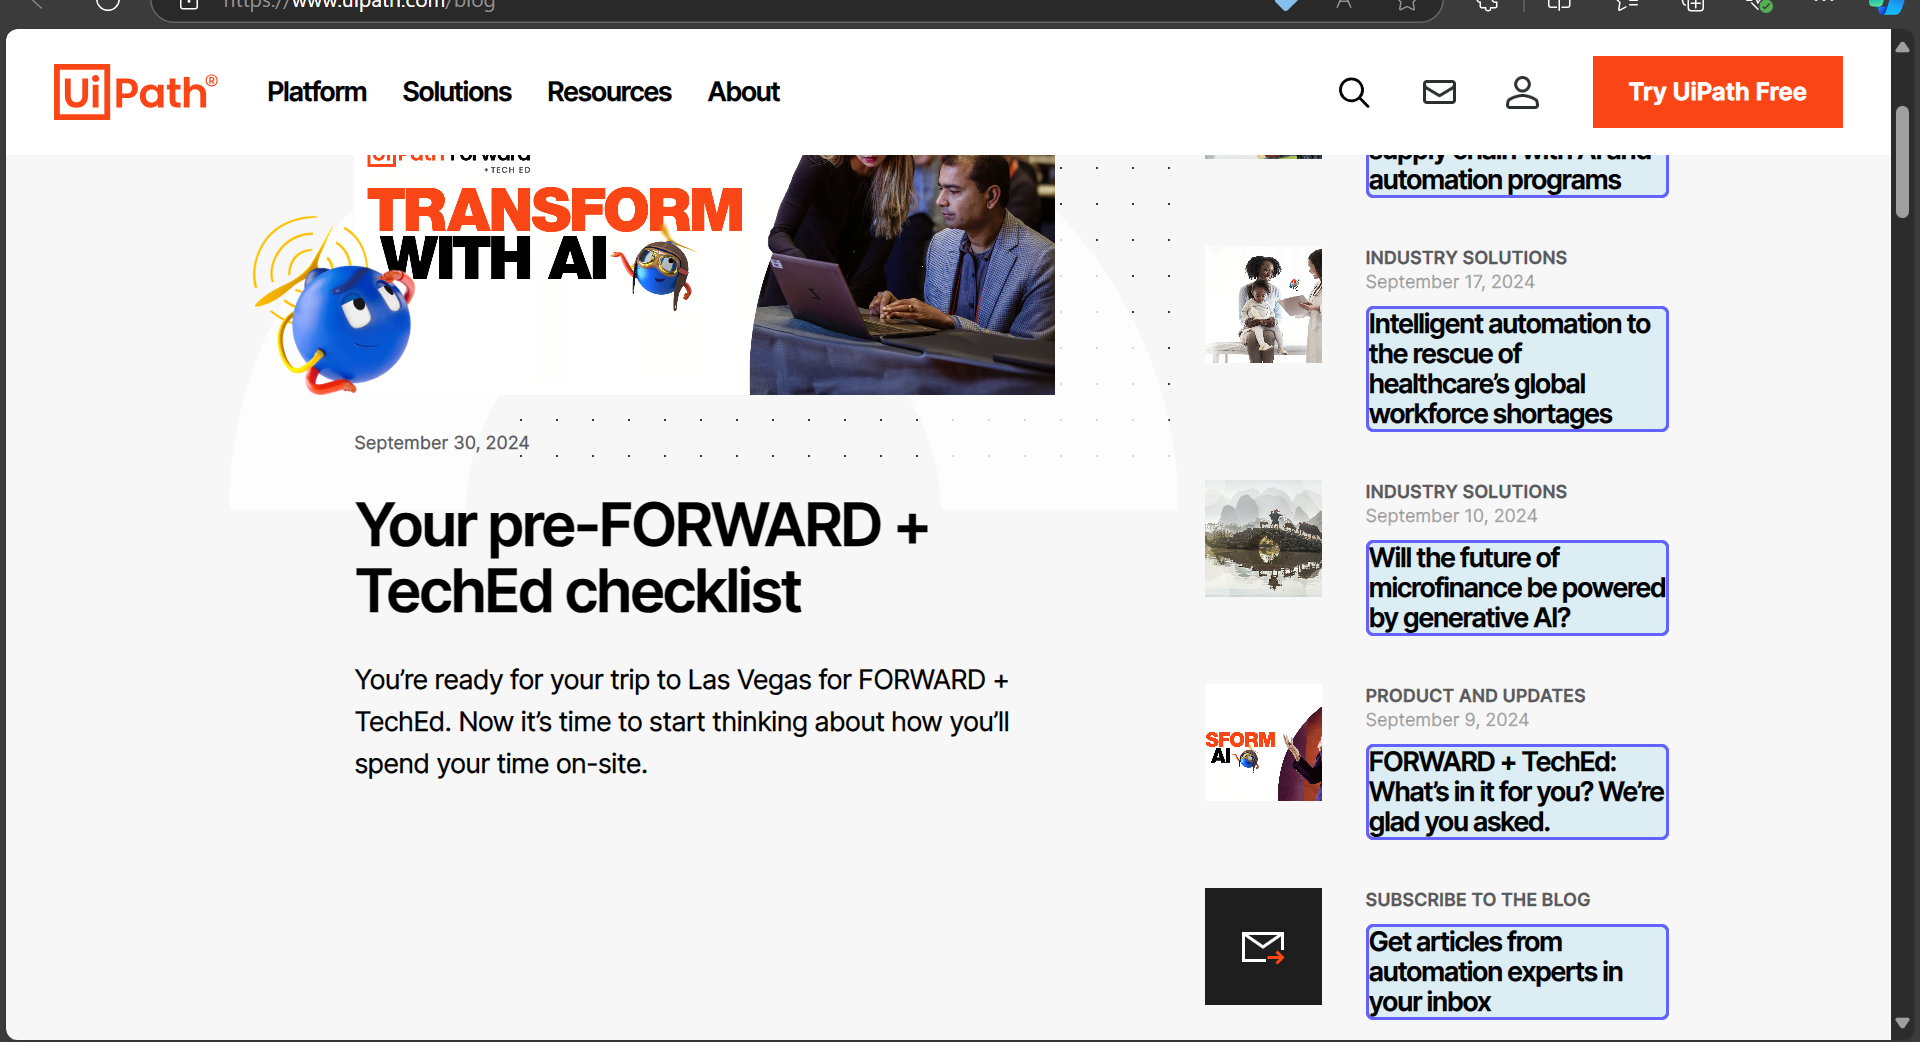 https://www.uipath.com/blog
UiPath®
Platform
Solutions
Resources
About
Try UiPath Free
UiPath Forward
+TECH ED
TRANSFORM
WITH AI
September 30, 2024
Your pre-FORWARD +
TechEd checklist
You’re ready for your trip to Las Vegas for FORWARD +
TechEd. Now it’s time to start thinking about how you’ll
spend your time on-site.
supply chain with AI and
automation programs
INDUSTRY SOLUTIONS
September 17, 2024
Intelligent automation to
the rescue of
healthcare’s global
workforce shortages
INDUSTRY SOLUTIONS
September 10, 2024
Will the future of
microfinance be powered
by generative AI?
SFORM
AI
PRODUCT AND UPDATES
September 9, 2024
FORWARD + TechEd:
What’s in it for you? We’re
glad you asked.
SUBSCRIBE TO THE BLOG
Get articles from
automation experts in
your inbox